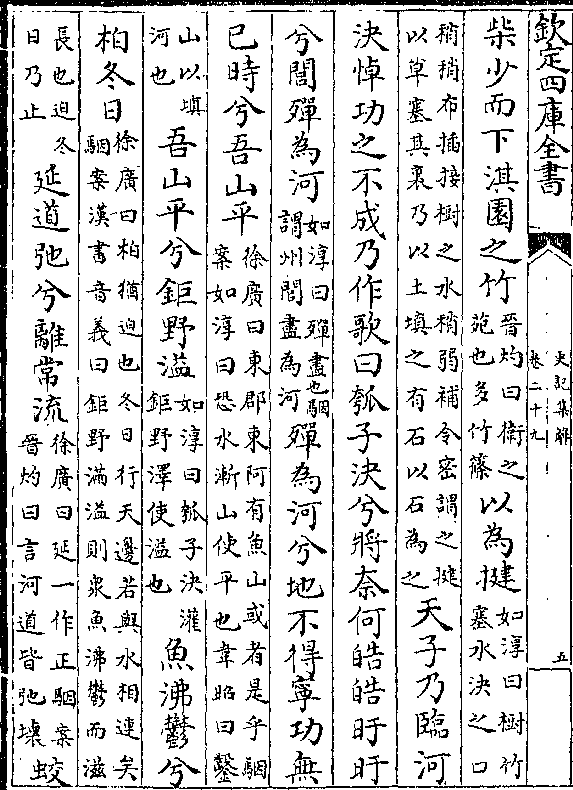 欽定四庫全書
史記集解
卷二十九
五
柴少而下淇園之竹晉灼曰衛之苑也多竹篠以為揵如淳曰樹竹塞水決之口
稍稍布插接樹之水稍弱補令密謂之揵以草塞其裏乃以土填之有石以石為之天子乃臨河
決悼功之不成乃作歌曰瓠子決兮將奈何皓皓旰旰
兮閭殫為河如淳曰殫盡也駰謂州閭盡為河殫為河兮地不得寧功無
已時兮吾山平徐廣曰東郡東阿有魚山或者是乎駰案如淳曰恐水漸山使平也韋昭曰鑿
山以填河也吾山平兮鉅野溢如淳曰瓠子決灌鉅野澤使溢也魚沸鬱兮
柏冬日徐廣曰柏猶迫也冬日行天邊若與水相連矣駰案漢書音義曰鉅野滿溢則衆魚沸鬱而滋
長也迫冬日乃止延道弛兮離常流徐廣曰延一作正駰案晉灼曰言河道皆弛壞蛟